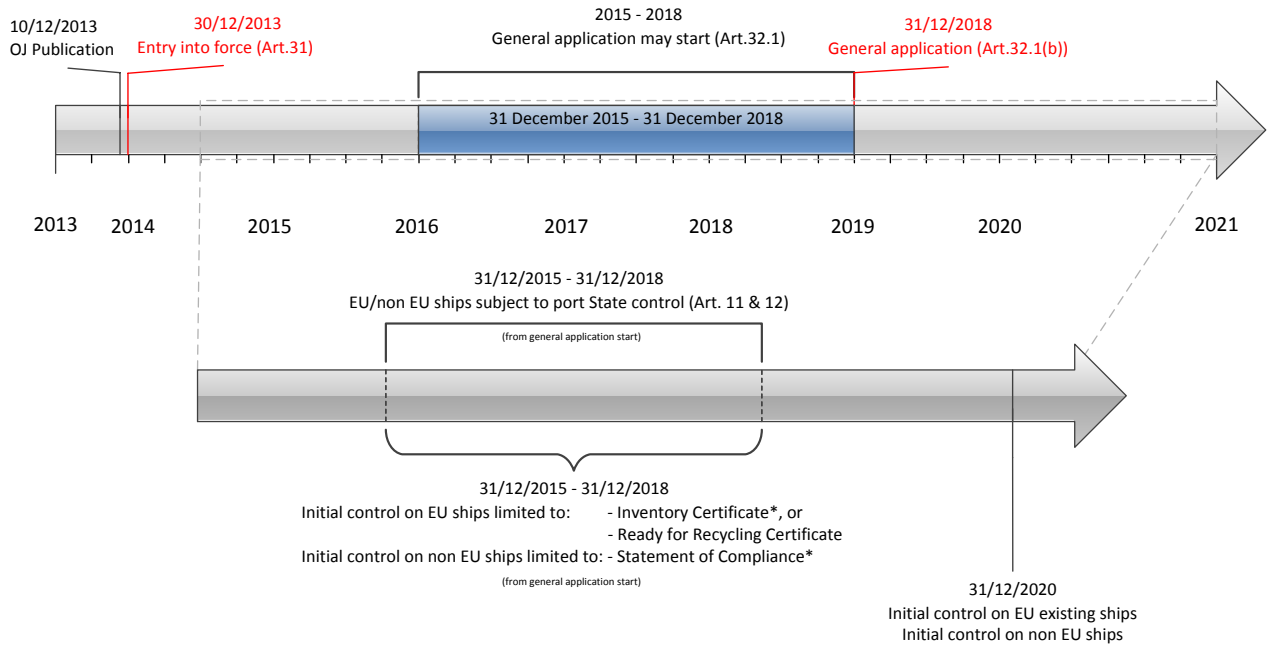 10/12/2013
OJ Publication
30/12/2013
Entry into force (Art.31)
2015 - 2018
General application may start (Art.32.1)
31/12/2018
General application (Art.32.1(b))
31 December 2015 - 31 December 2018
2013
2014
2015
2016
2017
2018
2019
2020
2021
31/12/2015 - 31/12/2018
EU/non EU ships subject to port State control (Art. 11 & 12)
(from general application start)
31/12/2015 - 31/12/2018
Initial control on EU ships limited to: - Inventory Certificate*, or
- Ready for Recycling Certificate
Initial control on non EU ships limited to: - Statement of Compliance*
(from general application start)
31/12/2020
Initial control on EU existing ships
Initial control on non EU ships